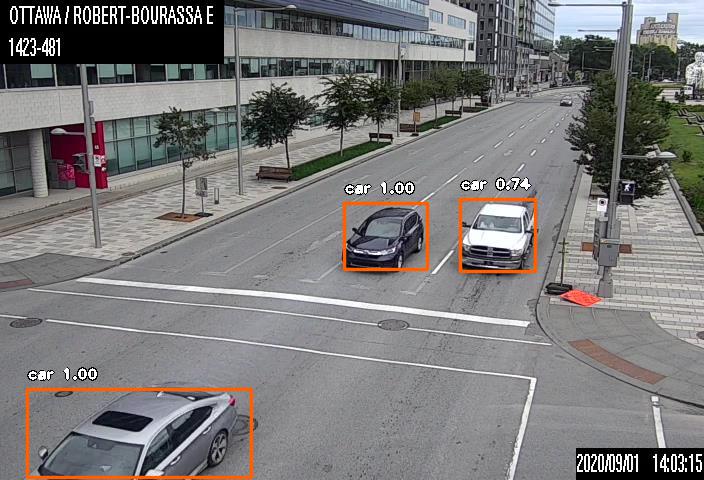 OTTAWA / ROBERT-BOURASSA E
1423-481
car 1.00
car 0.74
car 1.00
2020/09/01 14:03:15